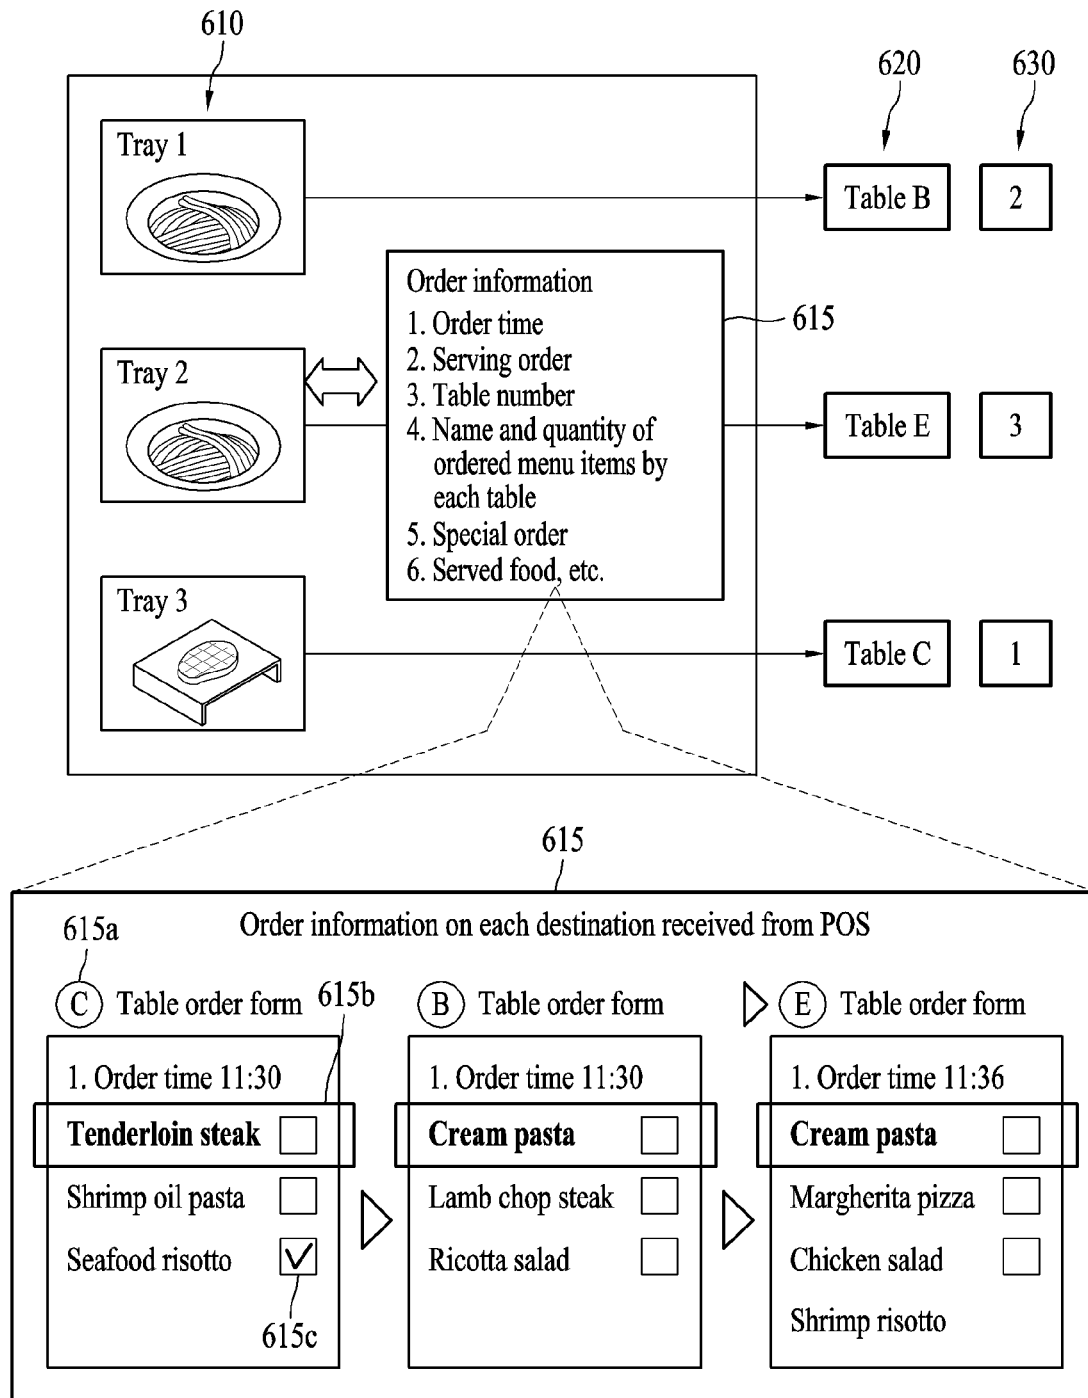 610
620
630
Tray 1
Table B
2
Order information
1. Order time
2. Serving order
3. Table number
4. Name and quantity of
ordered menu items by
each table
5. Special order
6. Served food, etc.
615
Tray 2
Table E
3
Tray 3
Table C
1
615
Order information on each destination received from POS
615a
C Table order form
615b
1. Order time 11:30
Tenderloin steak
Shrimp oil pasta
Seafood risotto
615c
B Table order form
1. Order time 11:30
Cream pasta
Lamb chop steak
Ricotta salad
E Table order form
1. Order time 11:36
Cream pasta
Margherita pizza
Chicken salad
Shrimp risotto